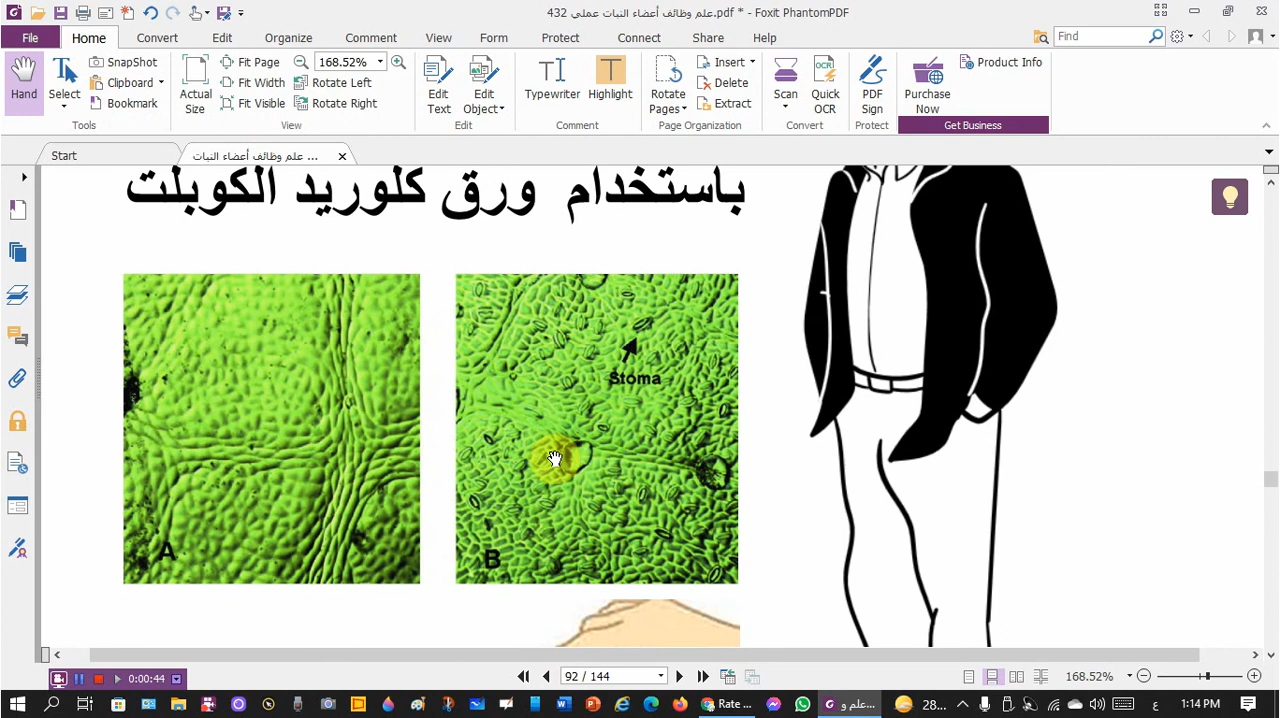 علم وظائف أعضاء النبات عملى 432.pdf * - Foxit PhantomPDF
File
Home
Convert
Edit
Organize
Comment
View
Form
Protect
Connect
Share
Help
Find
Hand
Select
SnapShot
Clipboard
Bookmark
Tools
Actual Size
Fit Page
Fit Width
Fit Visible
168.52%
Rotate Left
Rotate Right
View
Edit Text
Edit Object
Edit
Typewriter
Highlight
Comment
Rotate Pages
Insert
Delete
Extract
Page Organization
Scan
Quick OCR
Convert
PDF Sign
Protect
Purchase Now
Product Info
Get Business
Start
علم وظائف أعضاء النبات ...
باستخدام ورق كلوريد الكوبلت
Stoma
A
B
0:00:44
92 / 144
168.52%
Rate ...
علم و...
28...
ع
1:14 PM